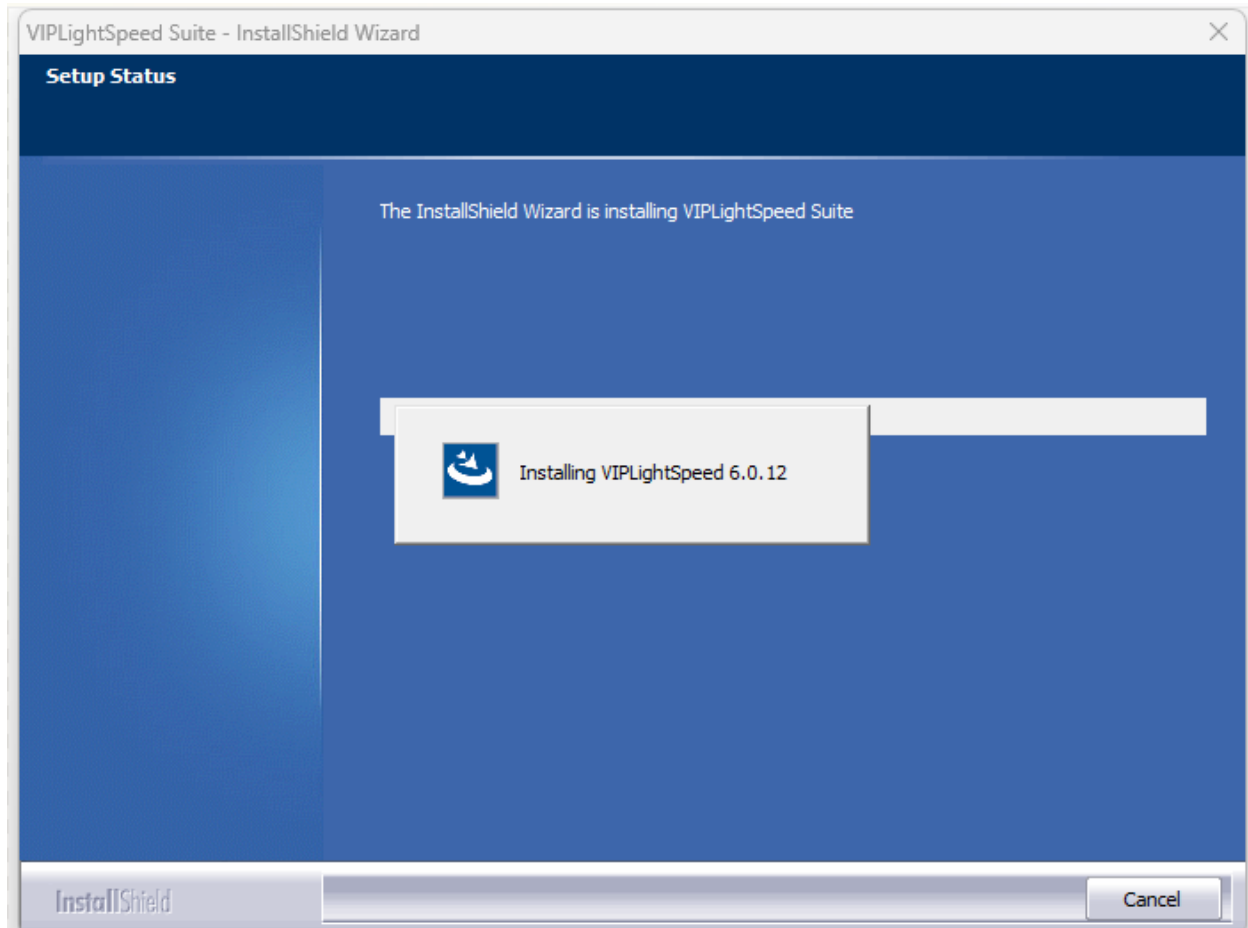 VIPLightSpeed Suite - InstallShield Wizard
Setup Status
The InstallShield Wizard is installing VIPLightSpeed Suite
Installing VIPLightSpeed 6.0.12
InstallShield
Cancel